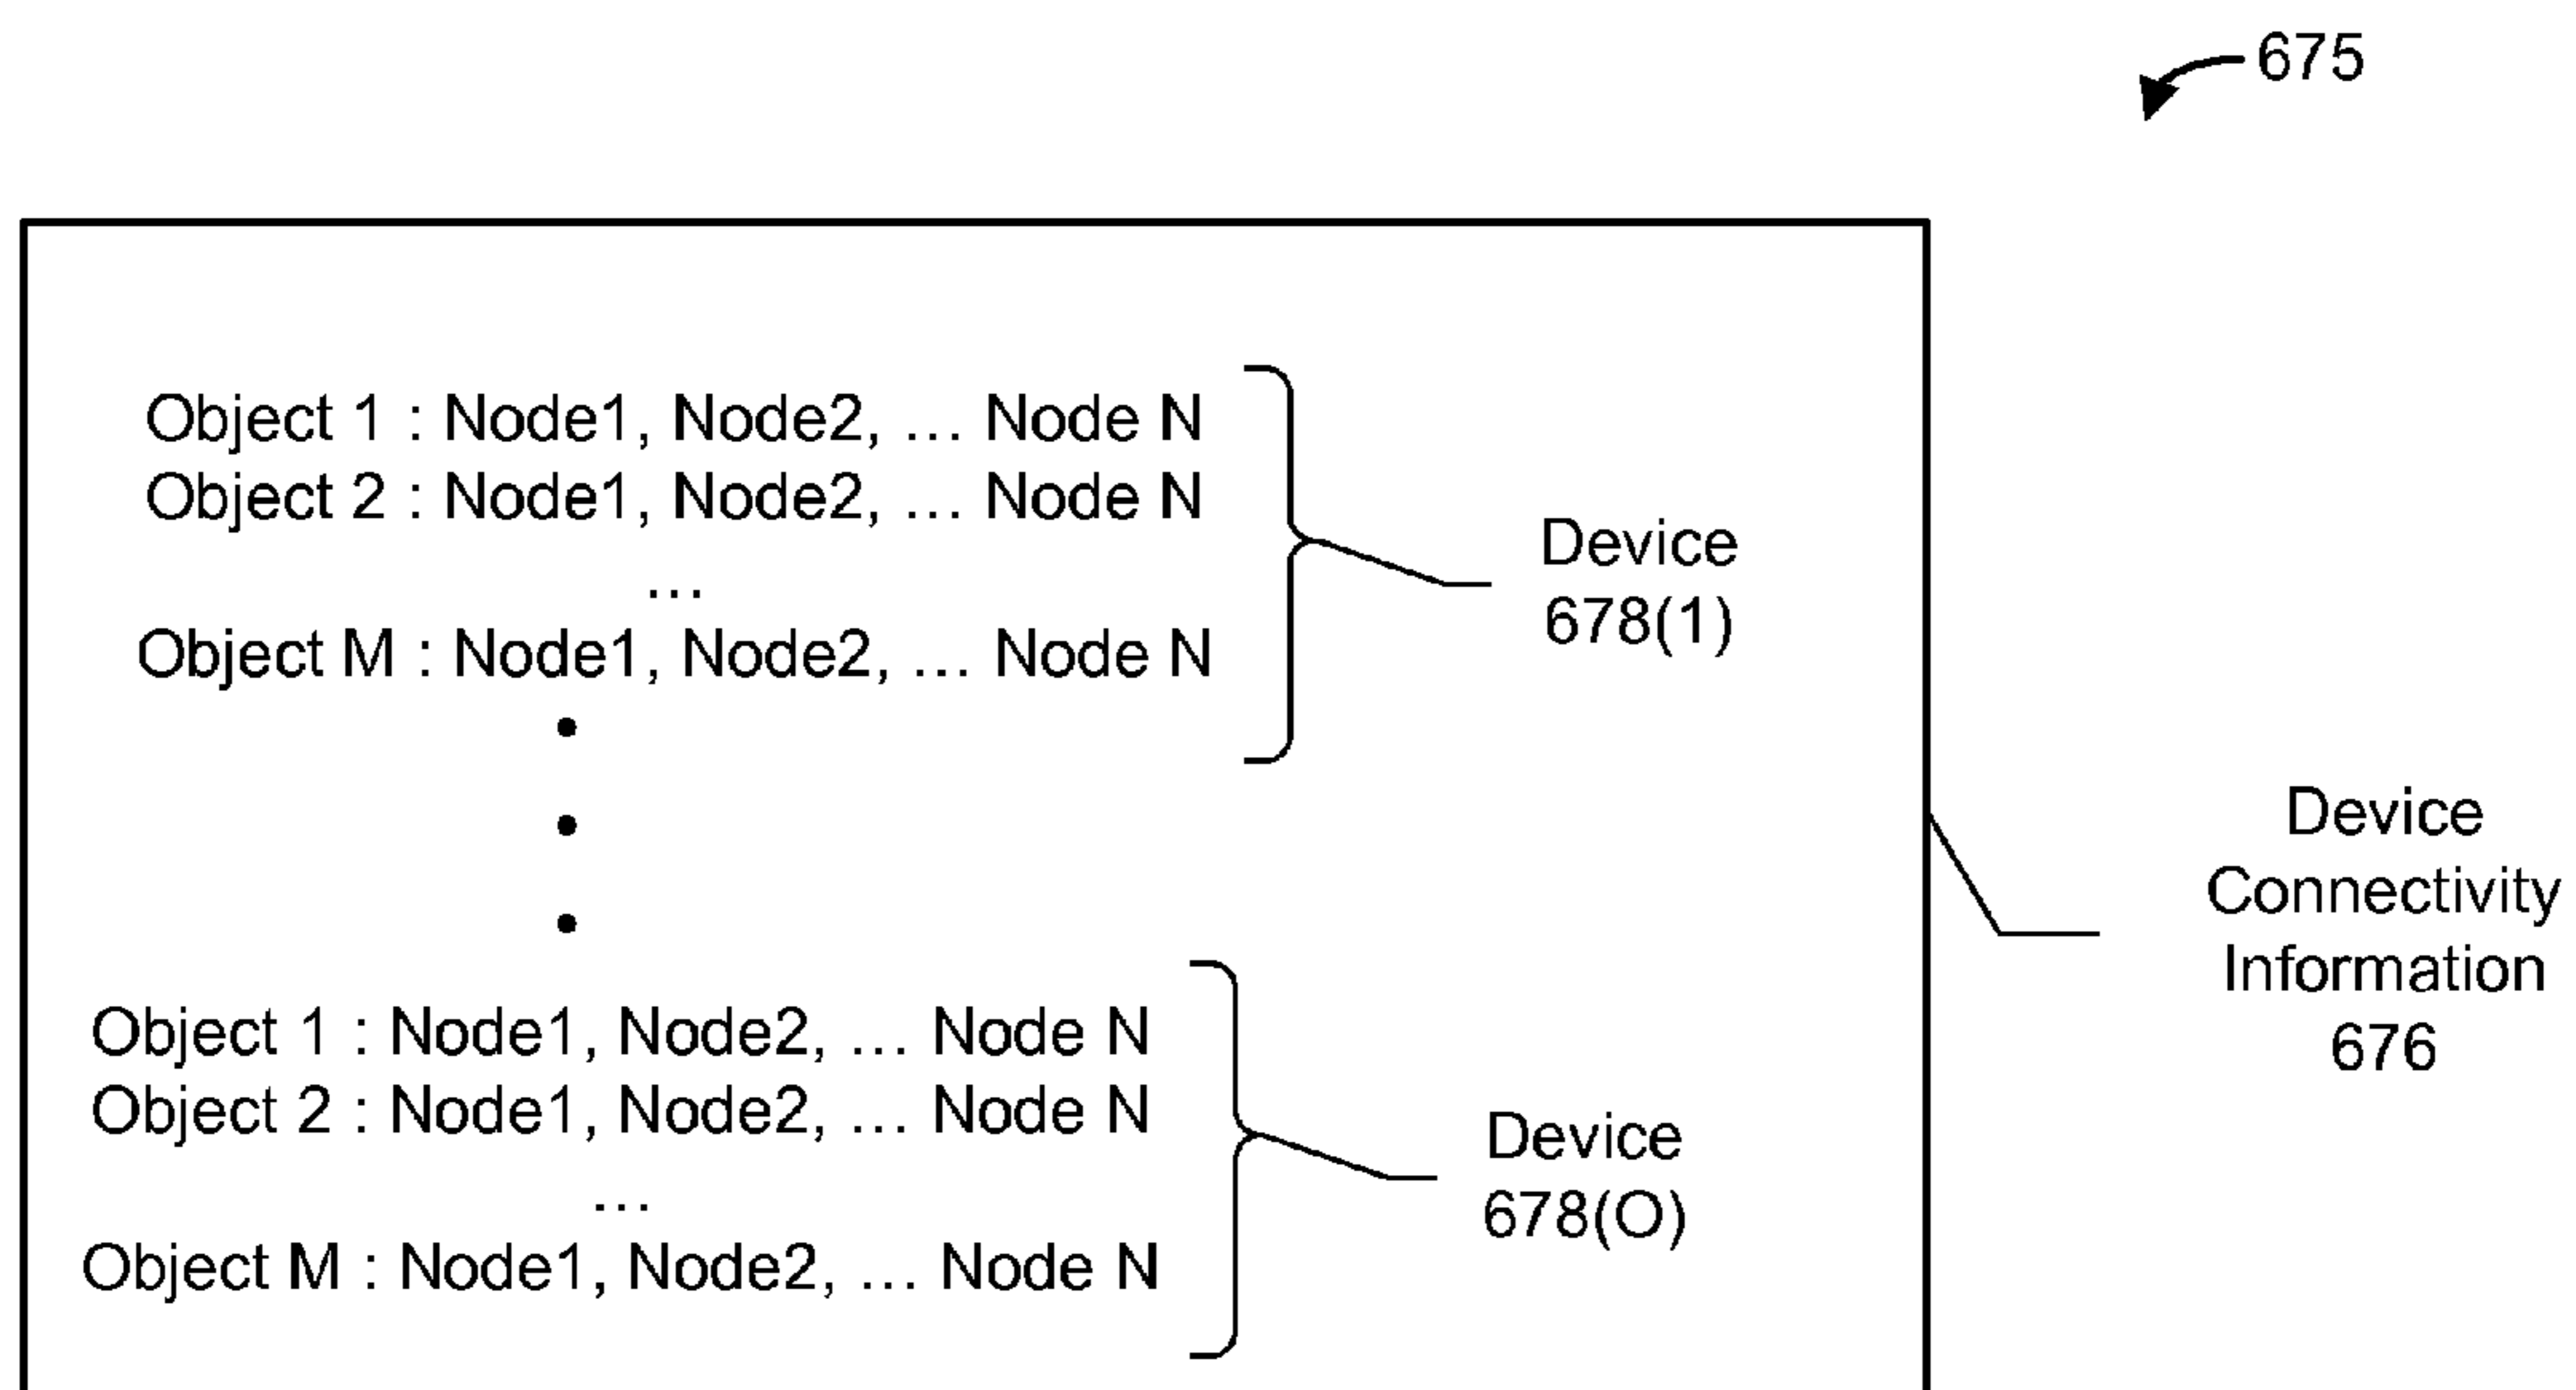 675
Object 1 : Node1, Node2, ... Node N
Object 2 : Node1, Node2, ... Node N
...
Object M : Node1, Node2, ... Node N
Device
678(1)
Device
Connectivity
Information
676
Object 1 : Node1, Node2, ... Node N
Object 2 : Node1, Node2, ... Node N
...
Object M : Node1, Node2, ... Node N
Device
678(O)